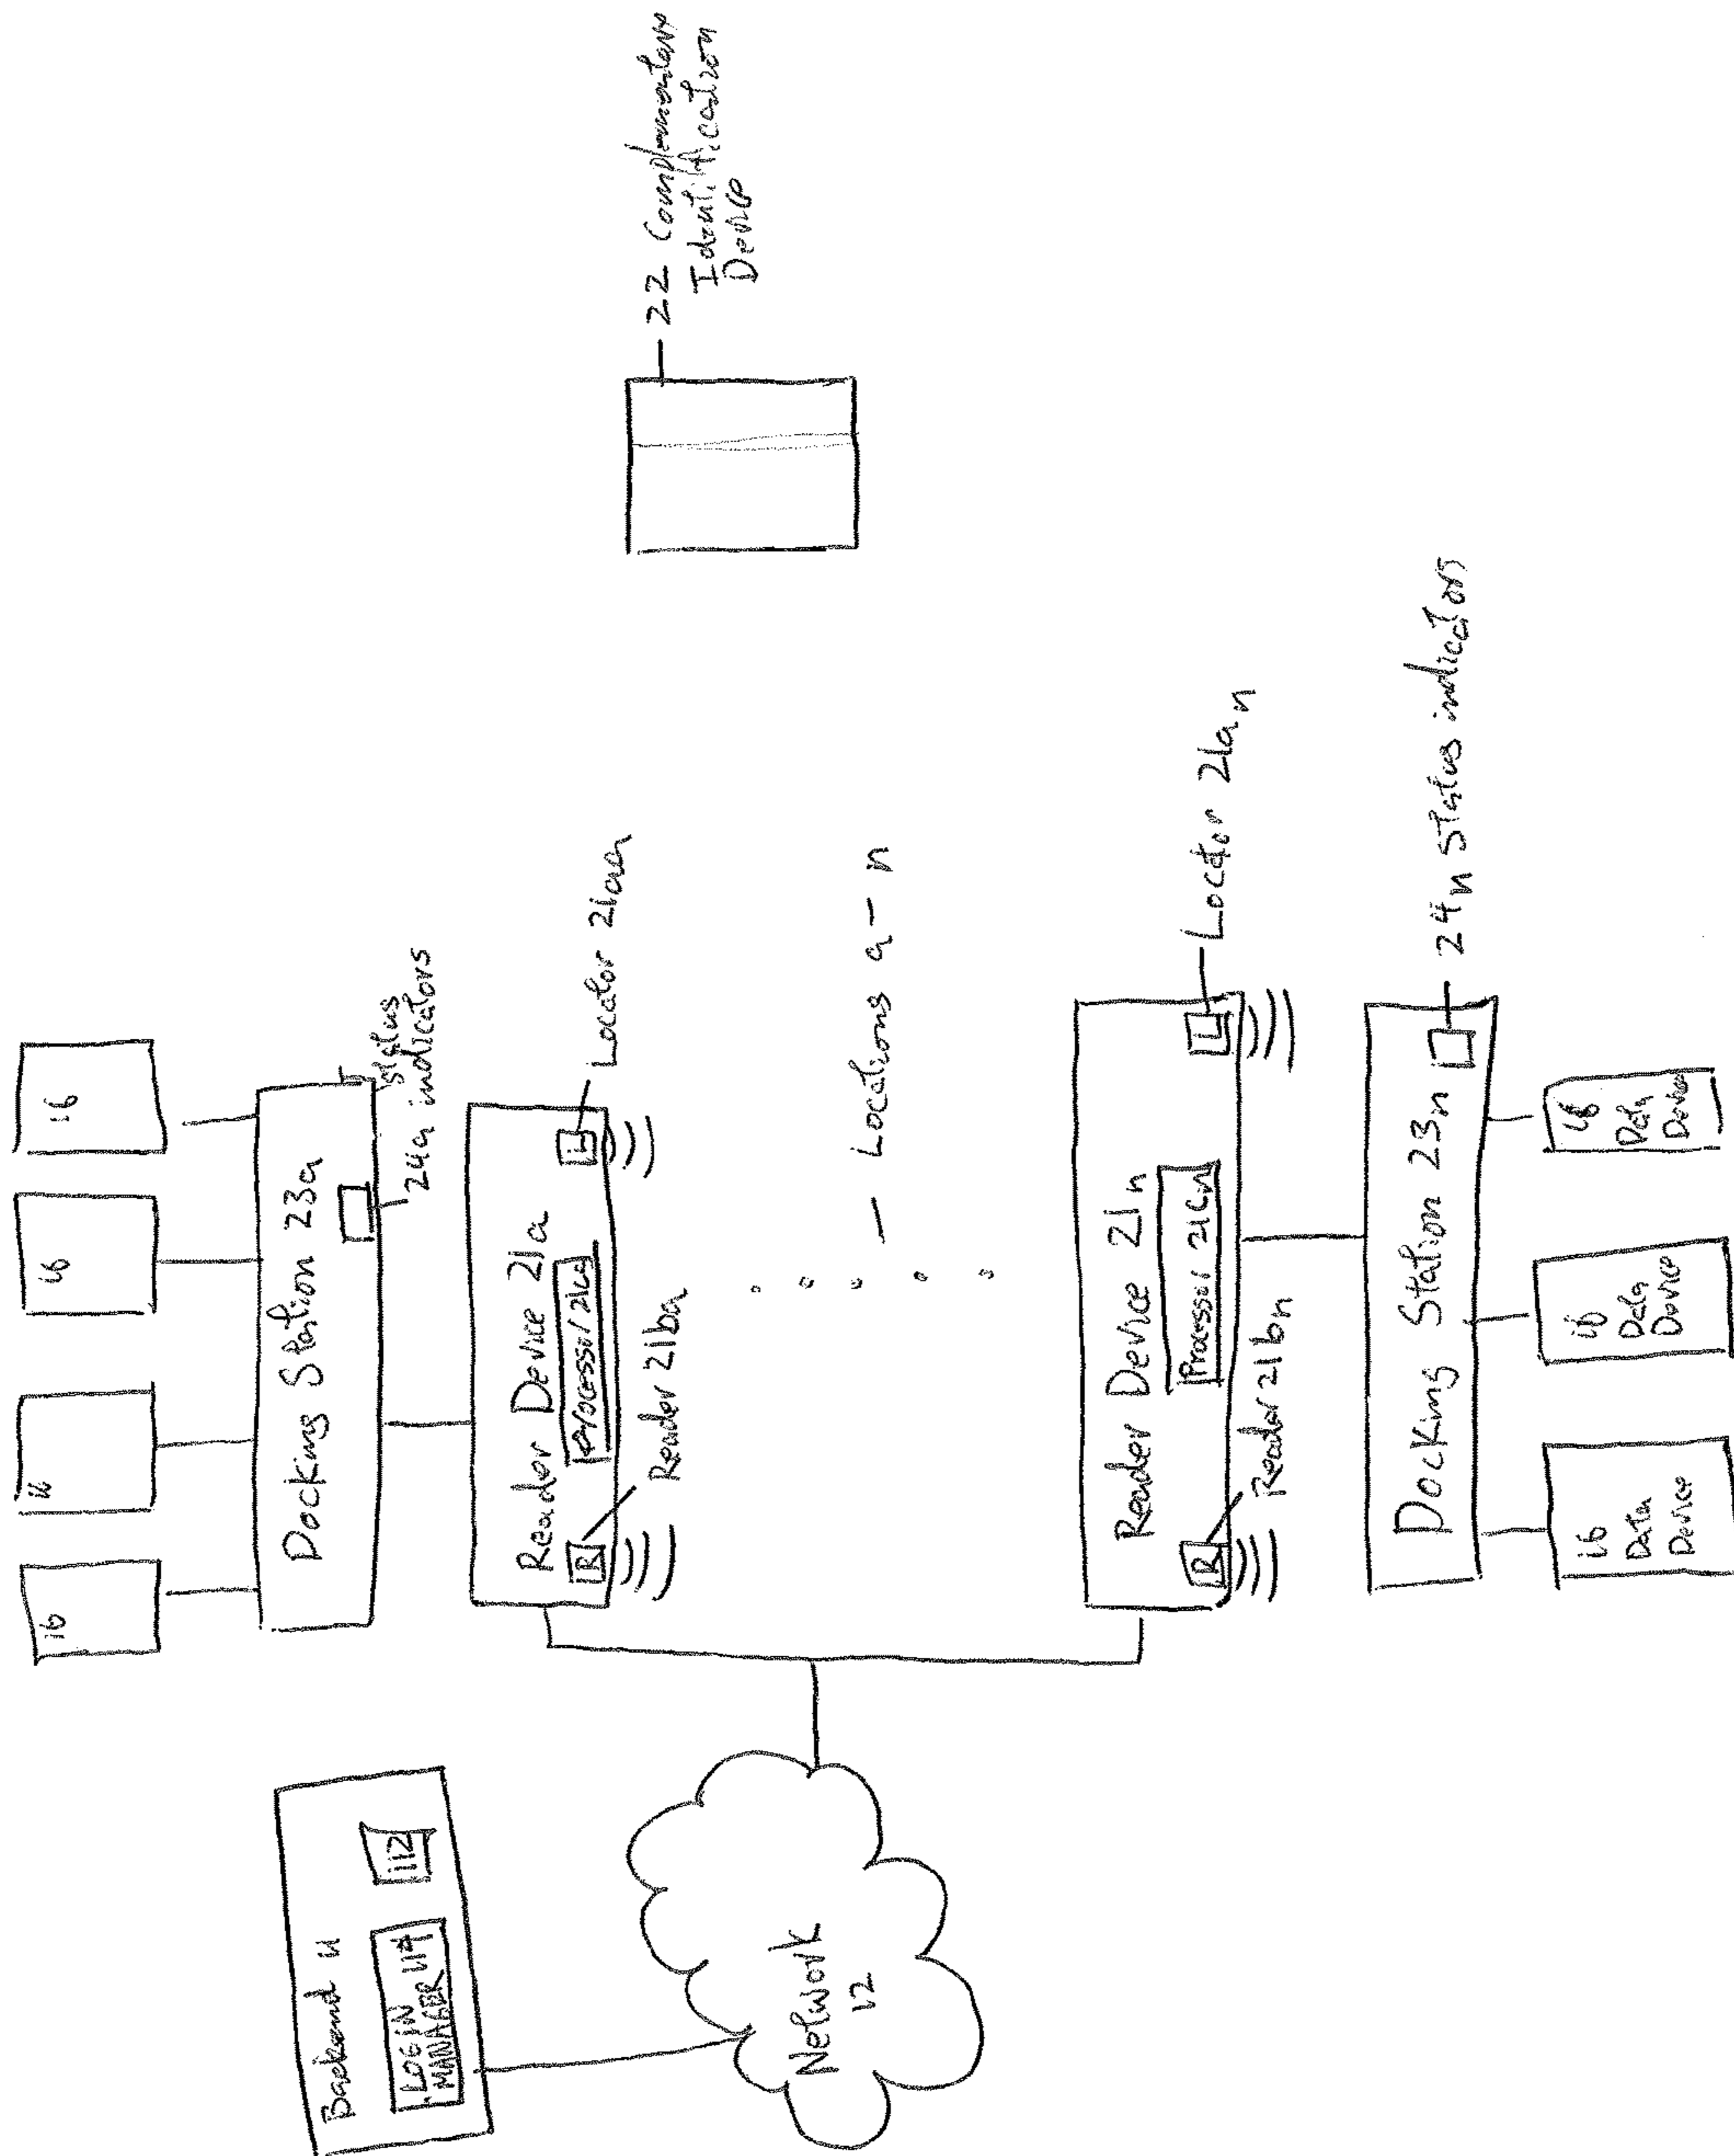 16
16
16
16
Docking Station 23a
status
24a indicators
Reader Device 21a
Processor 21ca
R
L
Reader 21ba
Locator 21aa
Backend 11
LOGIN
MANAGER 114
112
Network
12
— Locations a - n
22 Complementary
Identification
Device
Reader Device 21n
Processor 21cn
R
L
Reader 21bn
Locator 21an
Docking Station 23n
24n status indicators
16
Data
Device
16
Data
Device
16
Data
Device